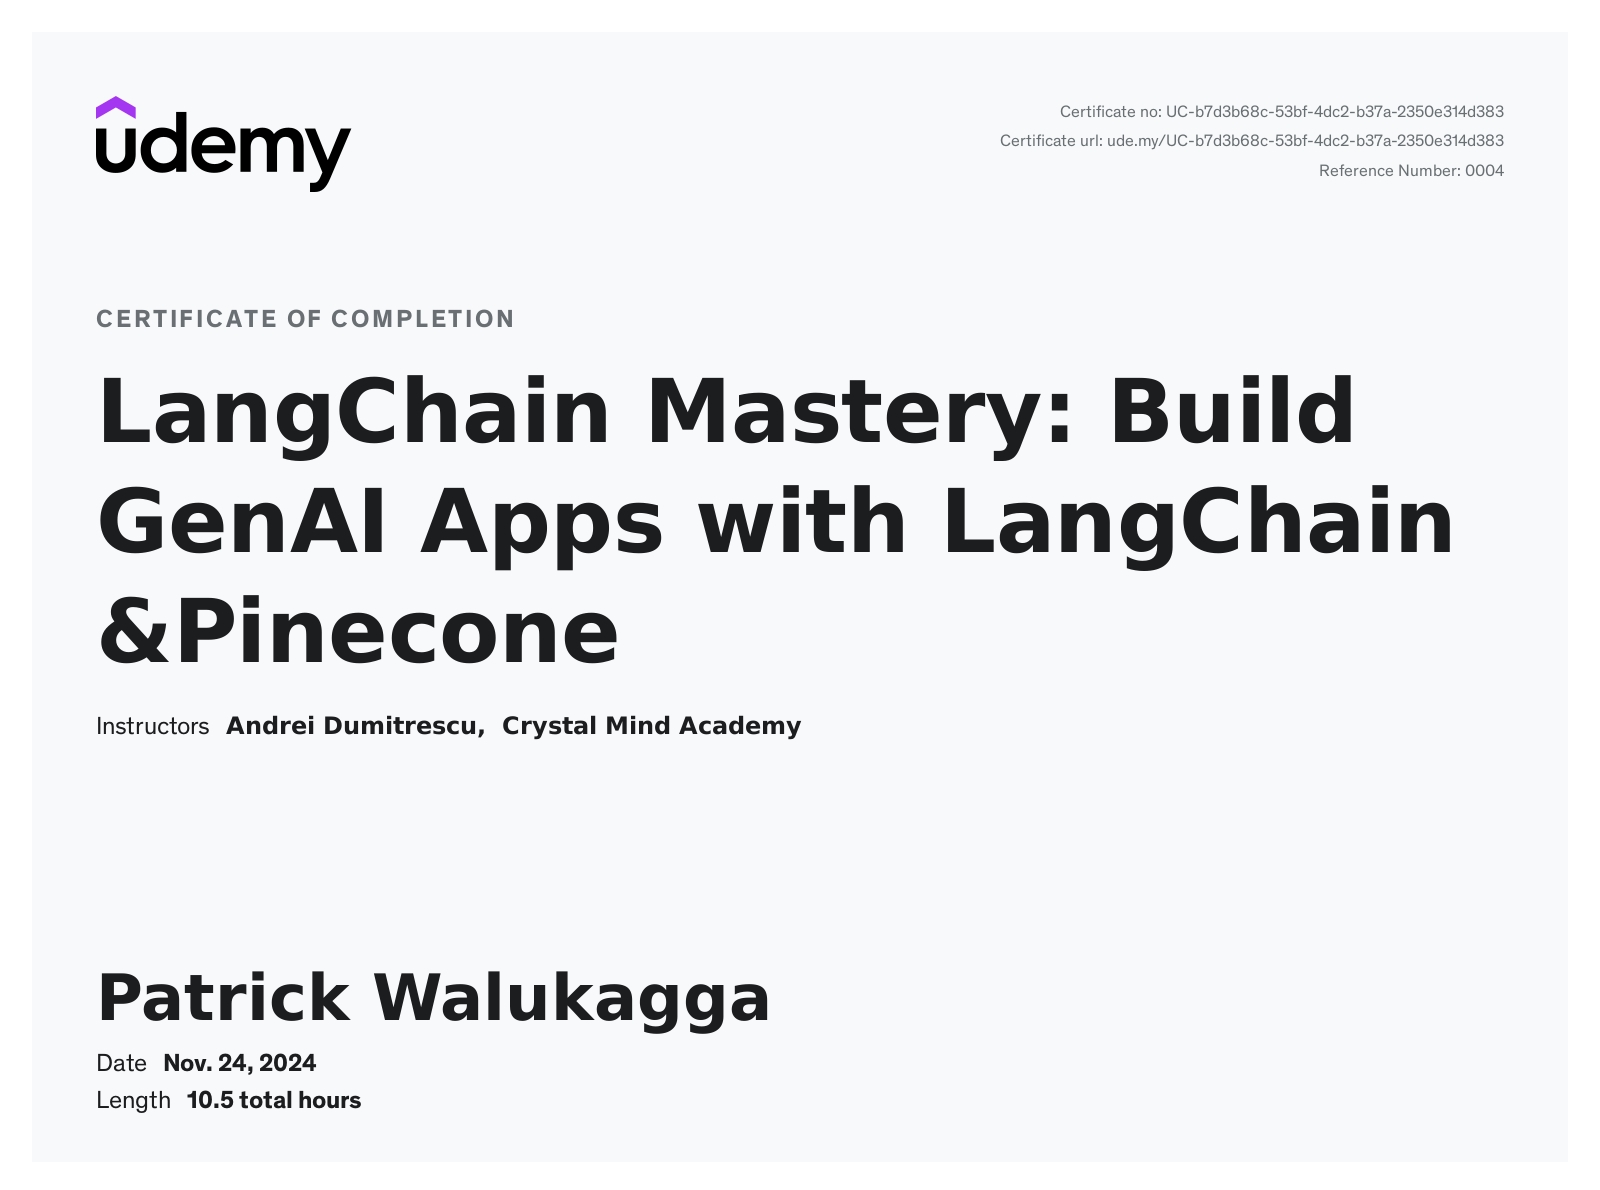 udemy
Certificate no: UC-b7d3b68c-53bf-4dc2-b37a-2350e314d383
Certificate url: ude.my/UC-b7d3b68c-53bf-4dc2-b37a-2350e314d383
Reference Number: 0004
CERTIFICATE OF COMPLETION
LangChain Mastery: Build
GenAI Apps with LangChain
&Pinecone
Instructors Andrei Dumitrescu, Crystal Mind Academy
Patrick Walukagga
Date Nov. 24, 2024
Length 10.5 total hours